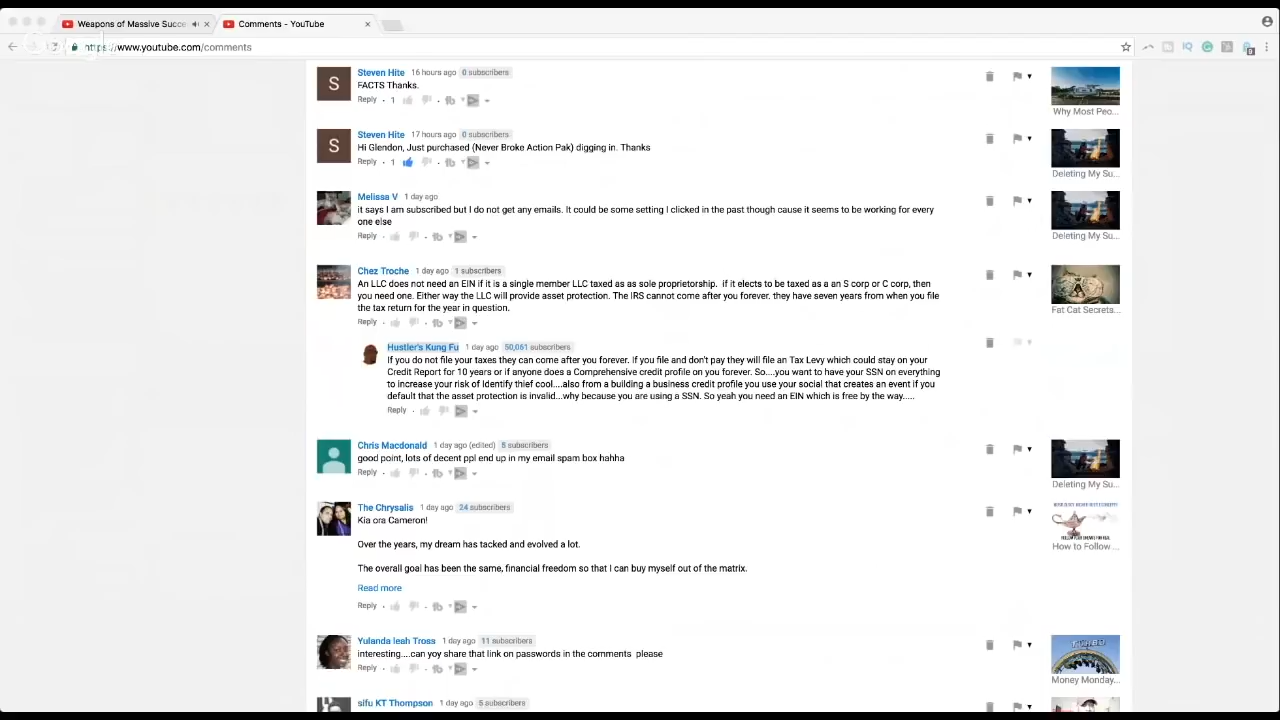 Weapons of Massive Succe
Comments - YouTube
https://www.youtube.com/comments
S
Steven Hite 16 hours ago 0 subscribers
FACTS Thanks.
Reply · 1
Why Most Peo...
S
Steven Hite 17 hours ago 0 subscribers
Hi Glendon, Just purchased (Never Broke Action Pak) digging in. Thanks
Reply · 1
Deleting My Su...
Melissa V 1 day ago
it says I am subscribed but I do not get any emails. It could be some setting I clicked in the past though cause it seems to be working for every
one else
Reply ·
Deleting My Su...
Chez Troche 1 day ago 1 subscribers
An LLC does not need an EIN if it is a single member LLC taxed as as sole proprietorship. if it elects to be taxed as a an S corp or C corp, then
you need one. Either way the LLC will provide asset protection. The IRS cannot come after you forever. they have seven years from when you file
the tax return for the year in question.
Reply ·
Fat Cat Secrets...
Hustler's Kung Fu 1 day ago 50,061 subscribers
If you do not file your taxes they can come after you forever. If you file and don't pay they will file an Tax Levy which could stay on your
Credit Report for 10 years or if anyone does a Comprehensive credit profile on you forever. So....you want to have your SSN on everything
to increase your risk of Identify thief cool....also from a building a business credit profile you use your social that creates an event if you
default that the asset protection is invalid...why because you are using a SSN. So yeah you need an EIN which is free by the way.....
Reply ·
Chris Macdonald 1 day ago (edited) 5 subscribers
good point, lots of decent ppl end up in my email spam box hahha
Reply ·
Deleting My Su...
The Chrysalis 1 day ago 24 subscribers
Kia ora Cameron!
Over the years, my dream has tacked and evolved a lot.
The overall goal has been the same, financial freedom so that I can buy myself out of the matrix.
Read more
Reply ·
How to Follow ...
Yulanda leah Tross 1 day ago 11 subscribers
interesting....can yoy share that link on passwords in the comments please
Reply ·
Money Monday...
sifu KT Thompson 1 day ago 5 subscribers